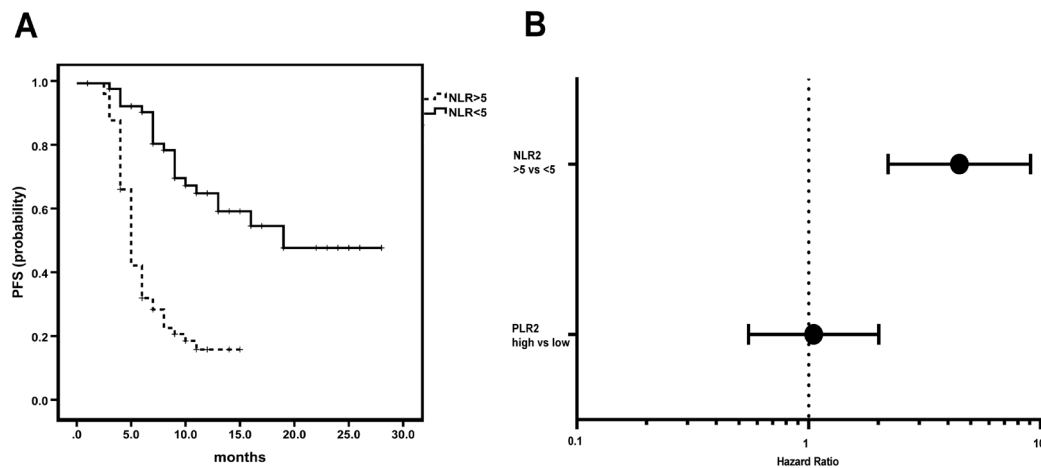 A
1.0
0.8
0.6
0.4
0.2
0.0
PFS (probability)
.0 5.0 10.0 15.0 20.0 25.0 30.0
months
NLR>5
NLR<5
B
NLR2
>5 vs <5
PLR2
high vs low
0.1 1 10
Hazard Ratio